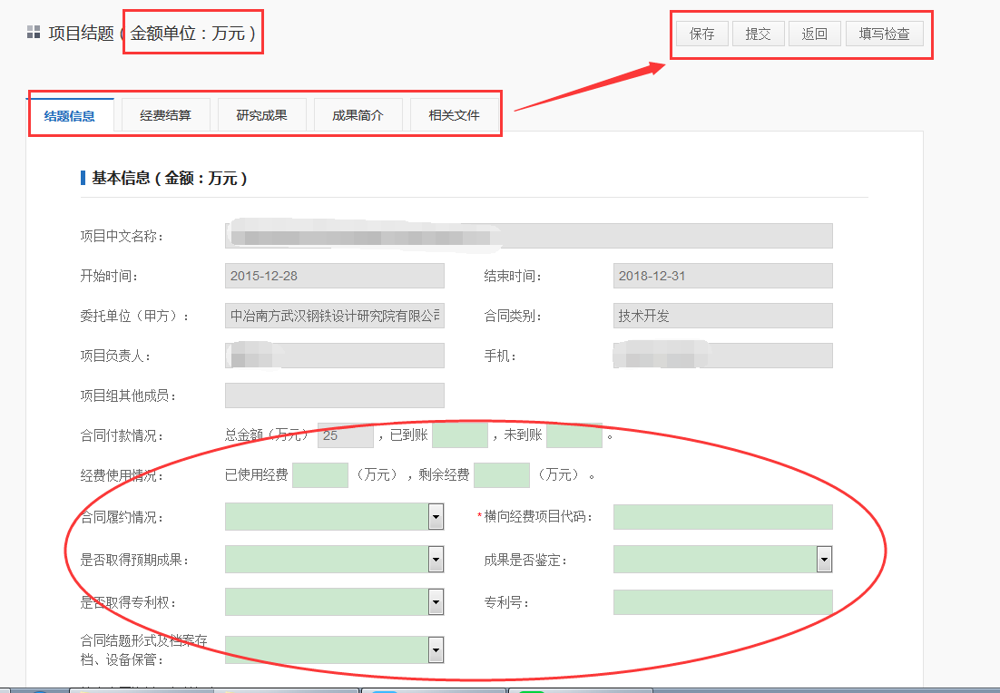 项目结题（金额单位：万元）
保存 提交 返回 填写检查
结题信息 经费结算 研究成果 成果简介 相关文件
基本信息（金额：万元）
项目中文名称：
开始时间： 2015-12-28 结束时间： 2018-12-31
委托单位（甲方）： 中冶南方武汉钢铁设计研究院有限公司 合同类别： 技术开发
项目负责人： 手机：
项目组其他成员：
合同付款情况： 总金额（万元） 25 ，已到账 ，未到账 。
经费使用情况： 已使用经费 （万元），剩余经费 （万元）。
合同履约情况： *横向经费项目代码：
是否取得预期成果： 成果是否鉴定：
是否取得专利权： 专利号：
合同结题形式及档案存
档、设备保管：